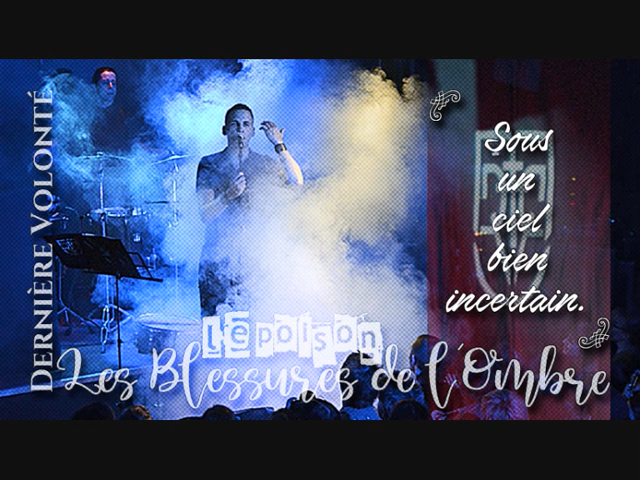 DERNIÈRE VOLONTÉ
Sous
un
ciel
bien
incertain.
Le poison
Les Blessures de l'Ombre